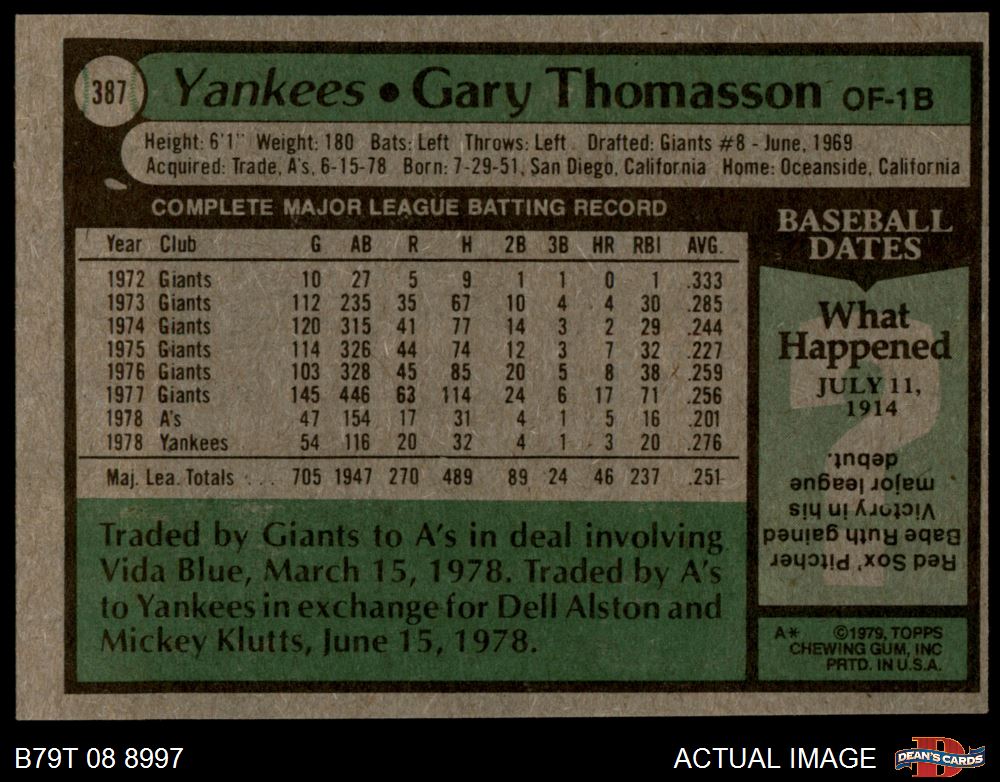 387 Yankees • Gary Thomasson OF-1B
Height: 6'1" Weight: 180 Bats: Left Throws: Left Drafted: Giants #8 - June, 1969
Acquired: Trade, A's, 6-15-78 Born: 7-29-51, San Diego, California Home: Oceanside, California
COMPLETE MAJOR LEAGUE BATTING RECORD
Year Club G AB R H 2B 3B HR RBI AVG.
1972 Giants 10 27 5 9 1 1 0 1 .333
1973 Giants 112 235 35 67 10 4 4 30 .285
1974 Giants 120 315 41 77 14 3 2 29 .244
1975 Giants 114 326 44 74 12 3 7 32 .227
1976 Giants 103 328 45 85 20 5 8 38 .259
1977 Giants 145 446 63 114 24 6 17 71 .256
1978 A's 47 154 17 31 4 1 5 16 .201
1978 Yankees 54 116 20 32 4 1 3 20 .276
Maj. Lea. Totals . . . 705 1947 270 489 89 24 46 237 .251
Traded by Giants to A's in deal involving
Vida Blue, March 15, 1978. Traded by A's
to Yankees in exchange for Dell Alston and
Mickey Klutts, June 15, 1978.
BASEBALL
DATES
What
Happened
JULY 11,
1914
Red Sox' Pitcher
Babe Ruth gained
Victory in his
major league
debut.
A* ©1979, TOPPS
CHEWING GUM, INC
PRTD. IN U.S.A.
B79T 08 8997
ACTUAL IMAGE
D
DEAN'S CARDS